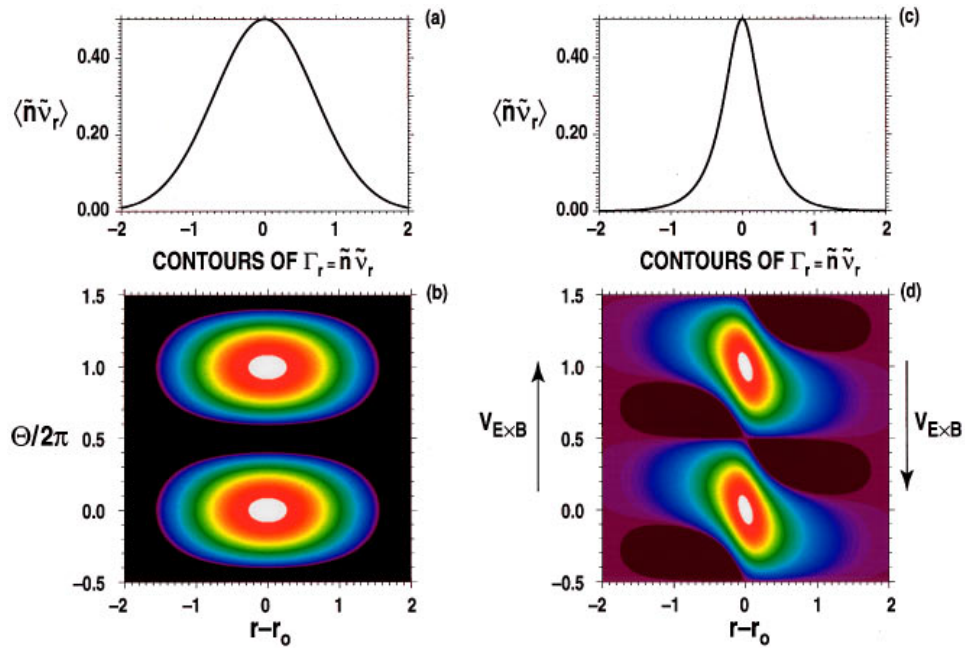 (a)
0.40
⟨ñṽr⟩
0.20
0.00
−2 −1 0 1 2
CONTOURS OF Γr = ñ ṽr
(b)
1.5
1.0
Θ/2π
0.5
0.0
−0.5
−2 −1 0 1 2
r−ro
(c)
0.40
⟨ñṽr⟩
0.20
0.00
−2 −1 0 1 2
CONTOURS OF Γr = ñ ṽr
(d)
1.5
1.0
VE×B
0.5
0.0
−0.5
VE×B
−2 −1 0 1 2
r−ro